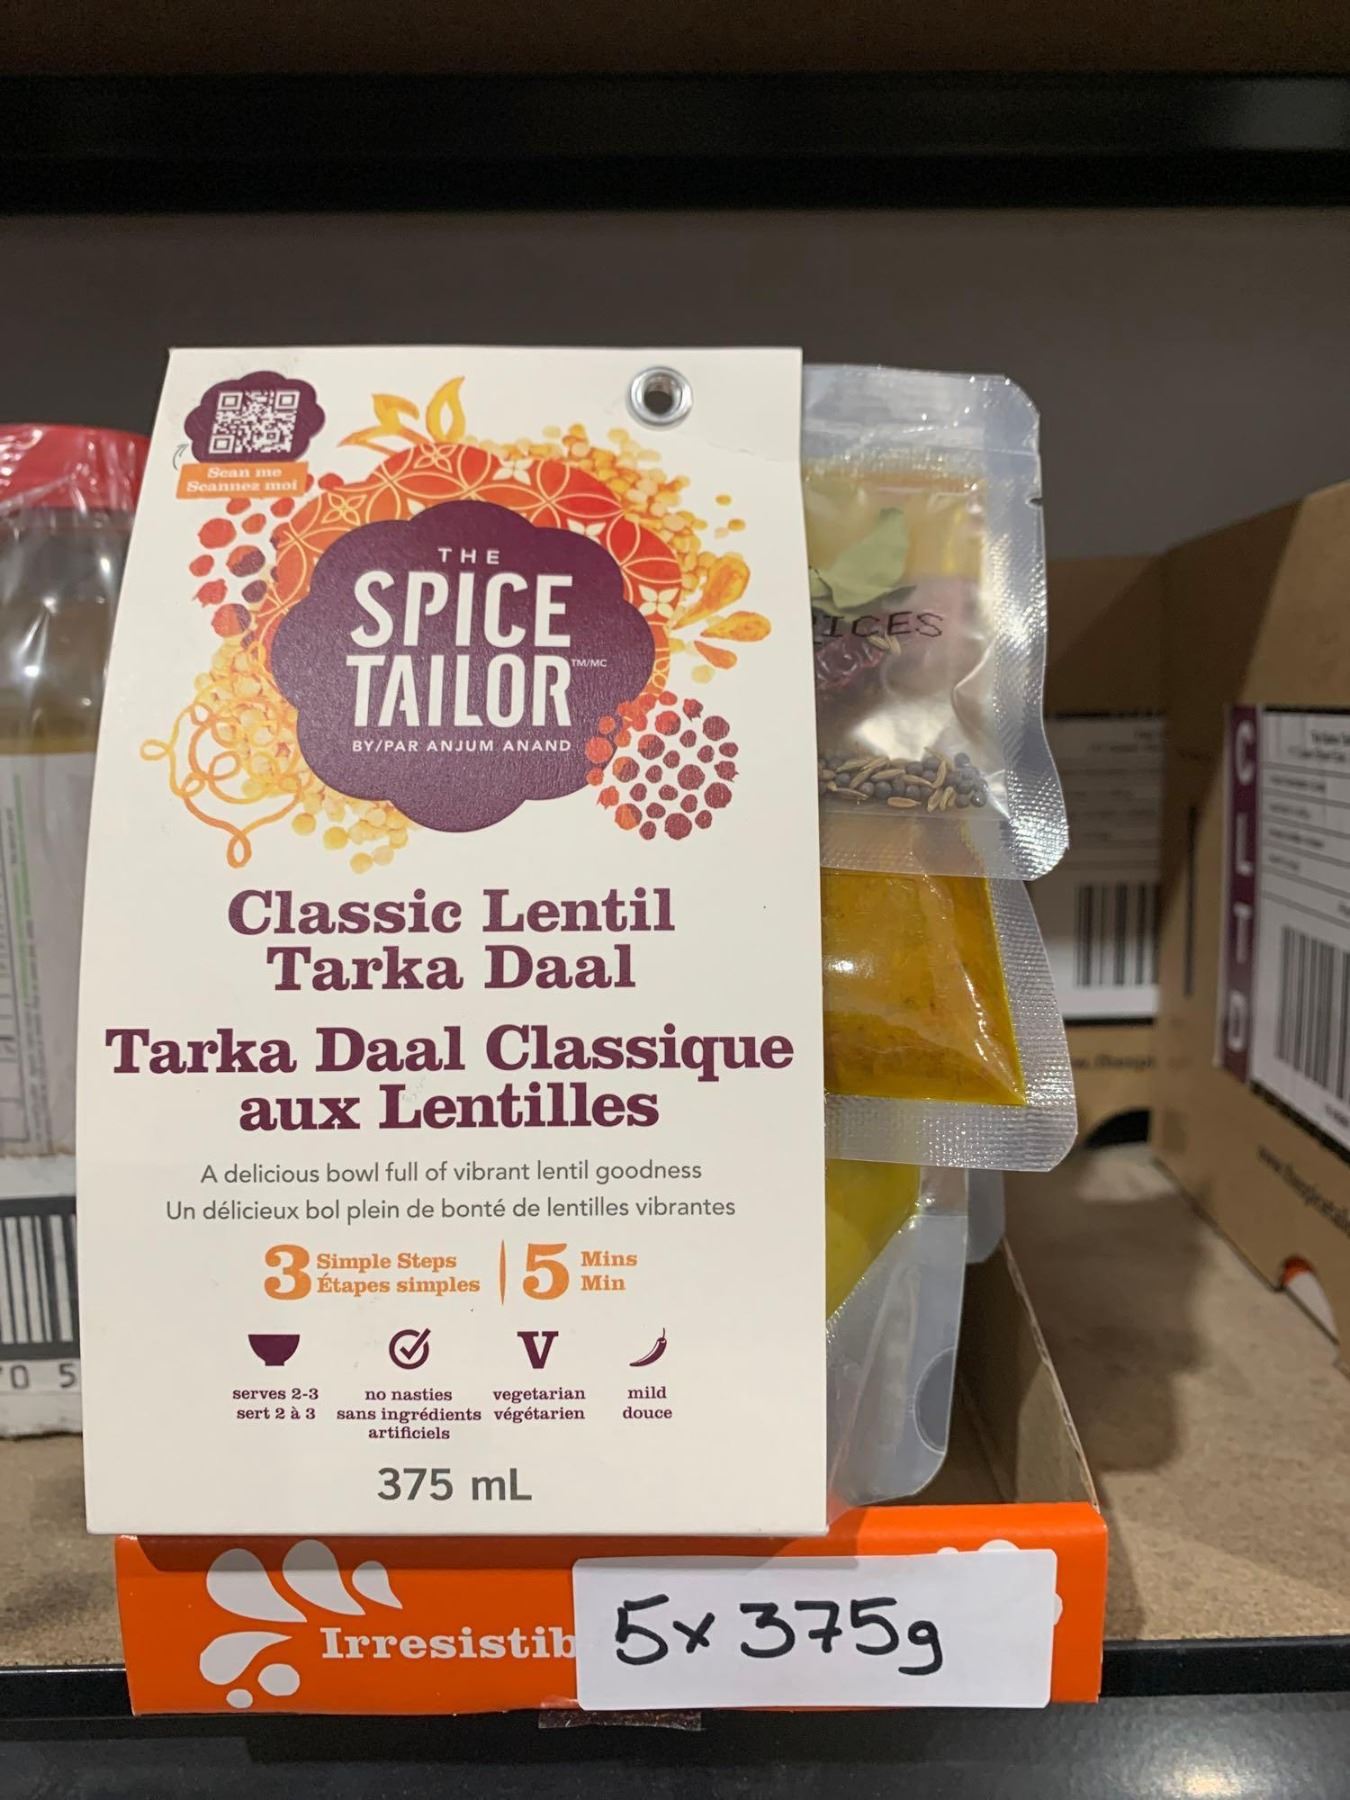 Scan me
Scannez moi
THE
SPICE
TAILOR
TM/MC
BY/PAR ANJUM ANAND
Classic Lentil
Tarka Daal
Tarka Daal Classique
aux Lentilles
A delicious bowl full of vibrant lentil goodness
Un délicieux bol plein de bonté de lentilles vibrantes
3 Simple Steps
Étapes simples
5 Mins
Min
V
serves 2-3
sert 2 à 3
no nasties
sans ingrédients
artificiels
vegetarian
végétarien
mild
douce
375 mL
ICES
Irresistib
5x375g
0 5
C
L
T
D